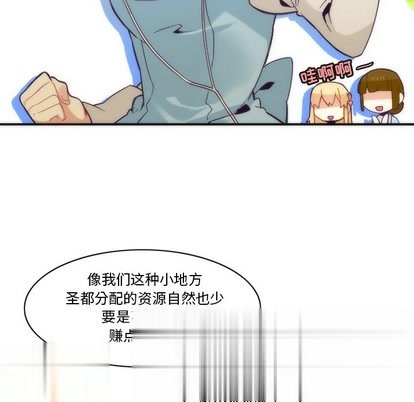 哇啊啊一
像我们这种小地方
圣都分配的资源自然也少
要是
赚点